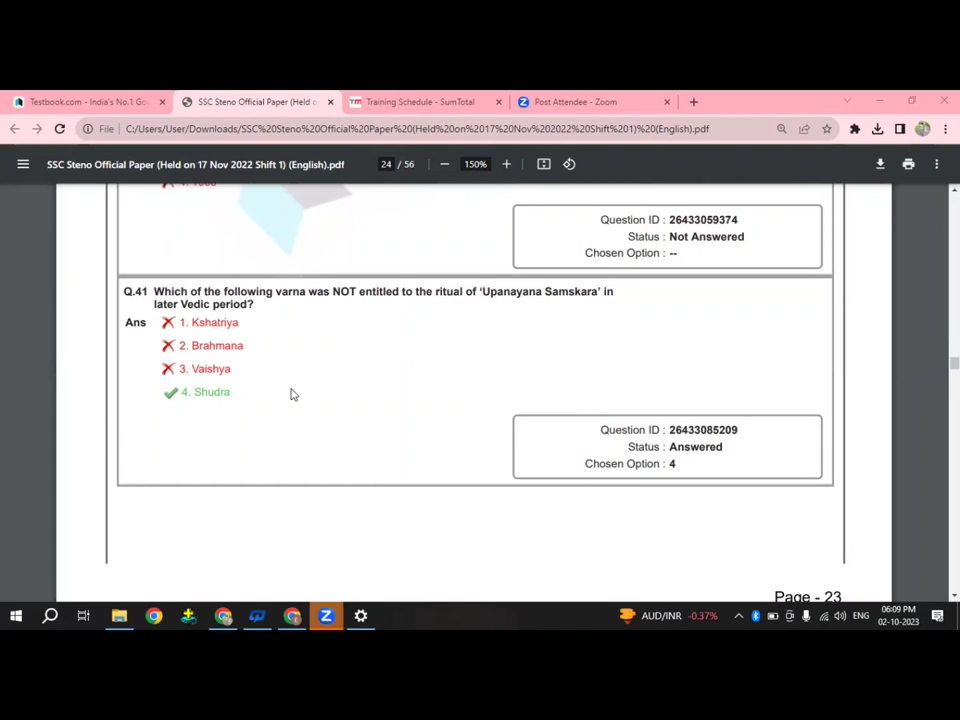 Testbook.com - India's No.1 Go
SSC Steno Official Paper (Held o
Training Schedule - SumTotal
Post Attendee - Zoom
File
C:/Users/User/Downloads/SSC%20Steno%20Official%20Paper%20(Held%20on%2017%20Nov%202022%20Shift%201)%20(English).pdf
SSC Steno Official Paper (Held on 17 Nov 2022 Shift 1) (English).pdf
24 / 56
150%
Question ID : 26433059374
Status : Not Answered
Chosen Option : --
Q.41 Which of the following varna was NOT entitled to the ritual of ‘Upanayana Samskara’ in
later Vedic period?
Ans 1. Kshatriya
2. Brahmana
3. Vaishya
4. Shudra
Question ID : 26433085209
Status : Answered
Chosen Option : 4
Page - 23
AUD/INR -0.37%
ENG
06:09 PM
02-10-2023